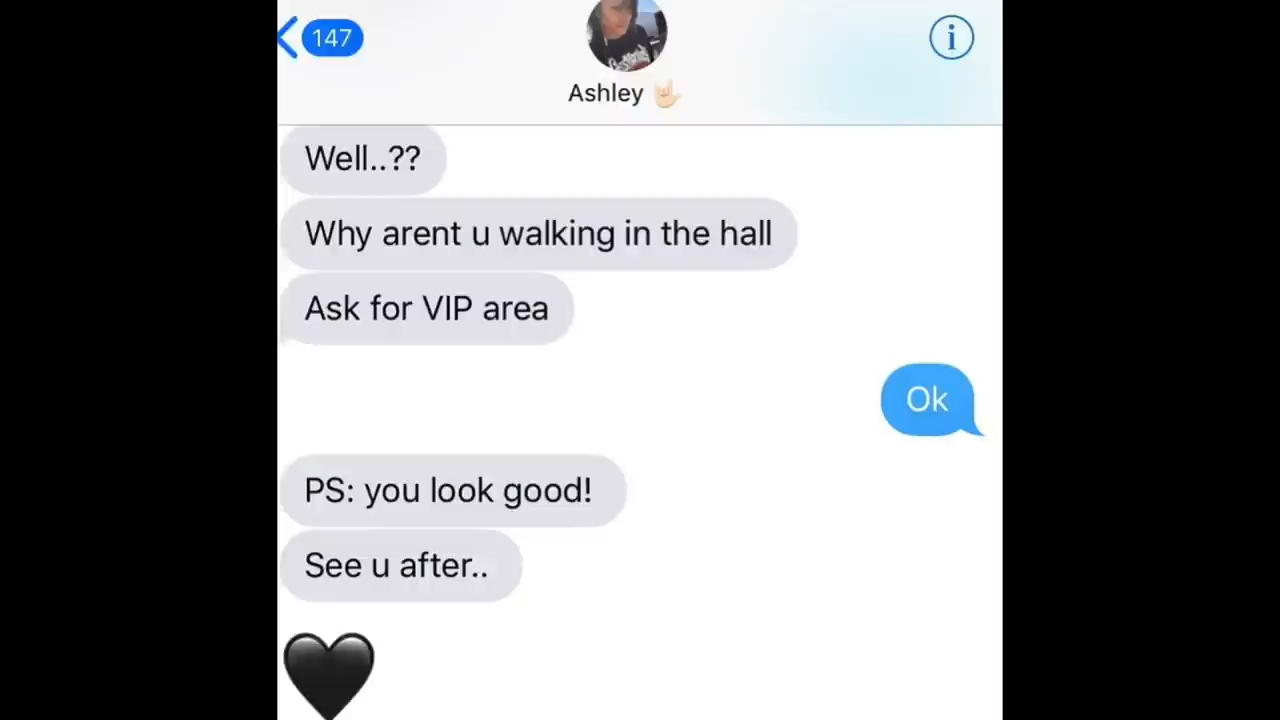 147
Ashley 🤟🏻
Well..??
Why arent u walking in the hall
Ask for VIP area
Ok
PS: you look good!
See u after..
🖤